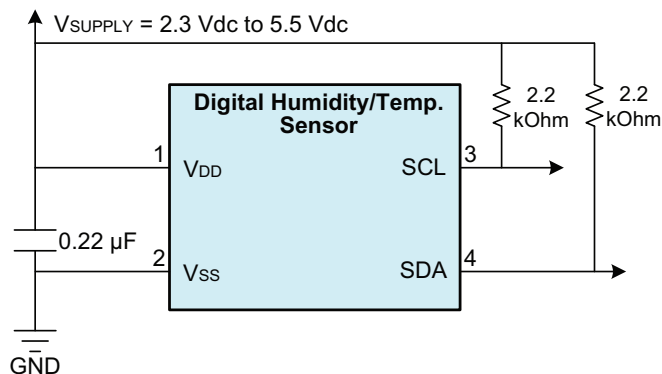 VSUPPLY = 2.3 Vdc to 5.5 Vdc
Digital Humidity/Temp.
Sensor
2.2
kOhm
2.2
kOhm
1
VDD
SCL
3
0.22 µF
2
VSS
SDA
4
GND